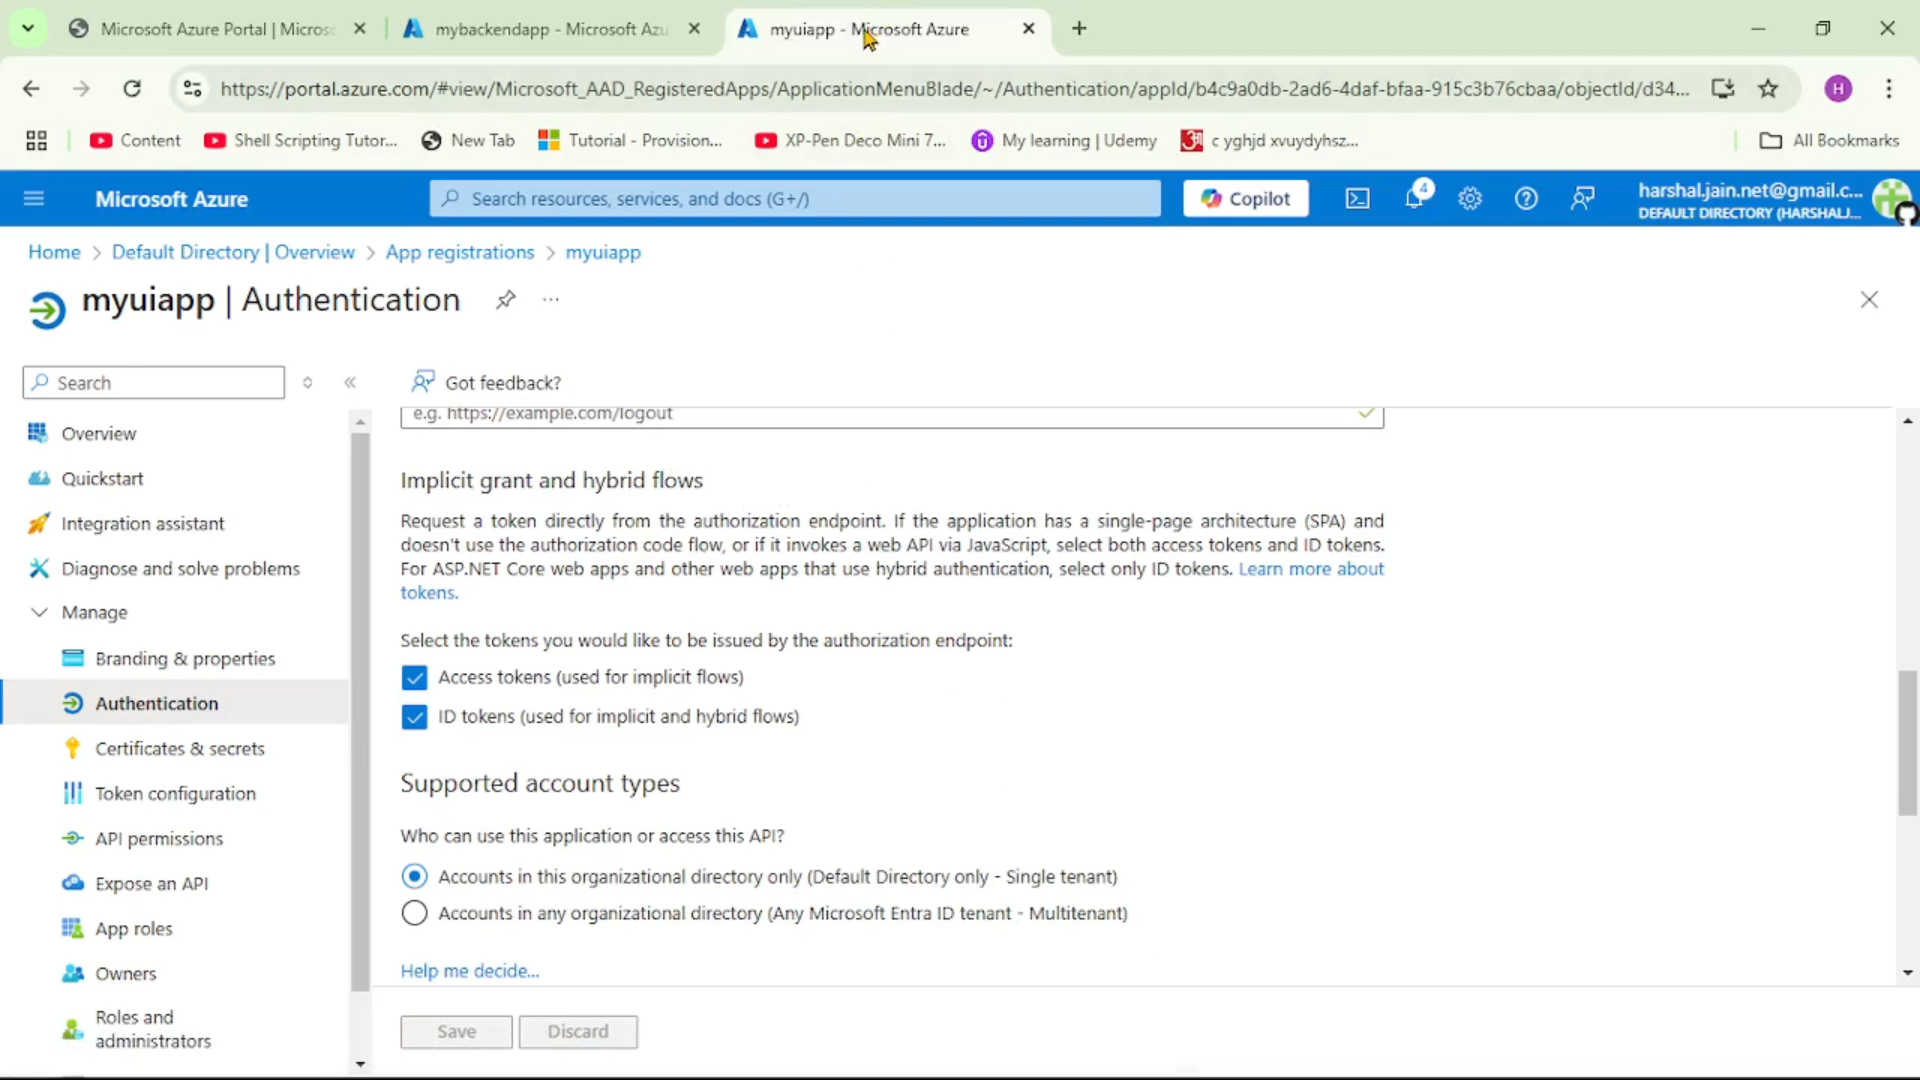 Microsoft Azure Portal | Micros
mybackendapp - Microsoft Azu
myuiapp - Microsoft Azure
https://portal.azure.com/#view/Microsoft_AAD_RegisteredApps/ApplicationMenuBlade/~/Authentication/appId/b4c9a0db-2ad6-4daf-bfaa-915c3b76cbaa/objectId/d34...
H
Content
Shell Scripting Tutor...
New Tab
Tutorial - Provision...
XP-Pen Deco Mini 7...
My learning | Udemy
c yghjd xvuydyhsz...
All Bookmarks
Microsoft Azure
Search resources, services, and docs (G+/)
Copilot
4
harshal.jain.net@gmail.c...
DEFAULT DIRECTORY (HARSHALJ...
Home > Default Directory | Overview > App registrations > myuiapp
myuiapp | Authentication
Search
Got feedback?
Overview
Quickstart
Integration assistant
Diagnose and solve problems
Manage
Branding & properties
Authentication
Certificates & secrets
Token configuration
API permissions
Expose an API
App roles
Owners
Roles and
administrators
e.g. https://example.com/logout
Implicit grant and hybrid flows
Request a token directly from the authorization endpoint. If the application has a single-page architecture (SPA) and
doesn't use the authorization code flow, or if it invokes a web API via JavaScript, select both access tokens and ID tokens.
For ASP.NET Core web apps and other web apps that use hybrid authentication, select only ID tokens. Learn more about
tokens.
Select the tokens you would like to be issued by the authorization endpoint:
Access tokens (used for implicit flows)
ID tokens (used for implicit and hybrid flows)
Supported account types
Who can use this application or access this API?
Accounts in this organizational directory only (Default Directory only - Single tenant)
Accounts in any organizational directory (Any Microsoft Entra ID tenant - Multitenant)
Help me decide...
Save
Discard